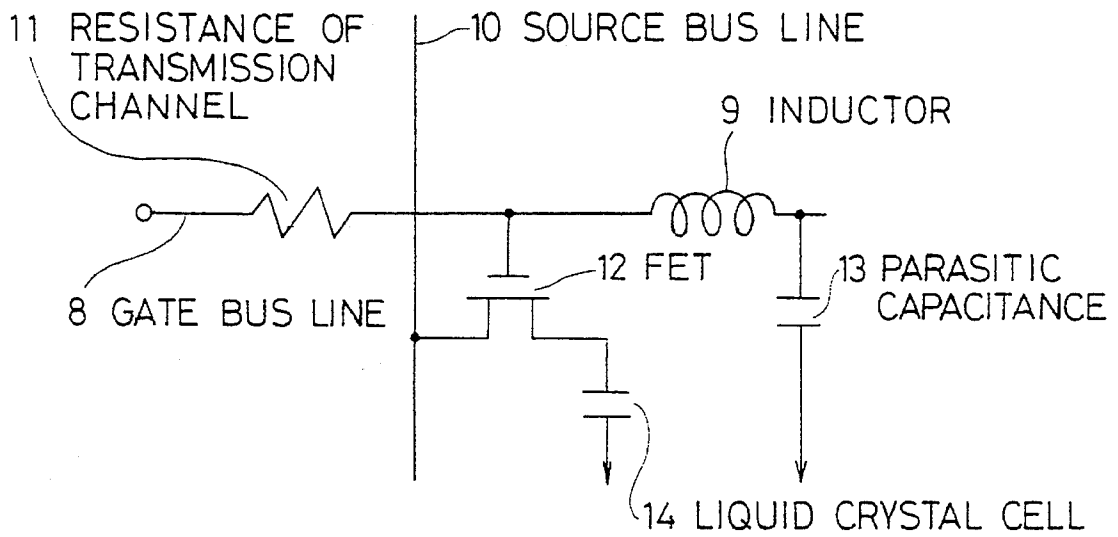 11 RESISTANCE OF
TRANSMISSION
CHANNEL
10 SOURCE BUS LINE
9 INDUCTOR
12 FET
13 PARASITIC
CAPACITANCE
8 GATE BUS LINE
14 LIQUID CRYSTAL CELL